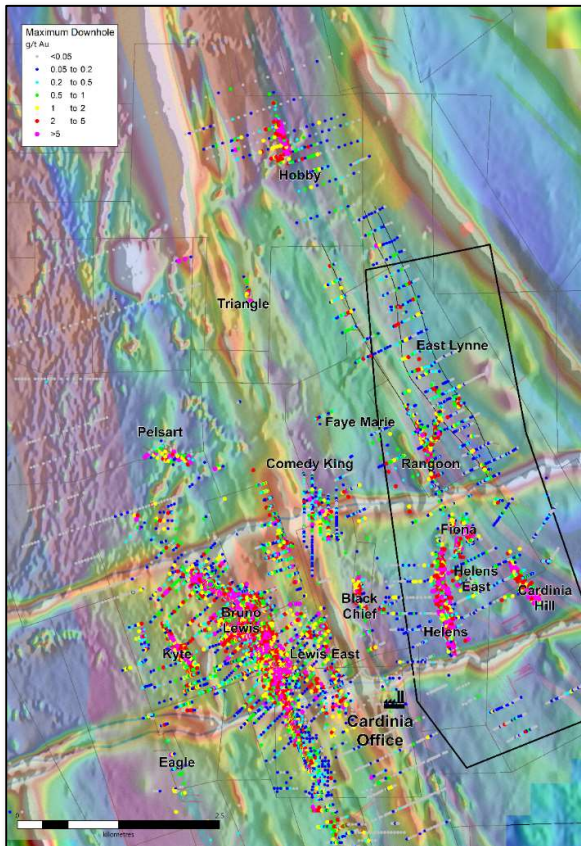 Maximum Downhole
g/t Au
<0.05
0.05 to 0.2
0.2 to 0.5
0.5 to 1
1 to 2
2 to 5
>5
Hobby
Triangle
East Lynne
Faye Marie
Pelsart
Comedy King
Rangoon
Fiona
Helens
East
Cardinia
Hill
Black
Chief
Bruno
Lewis
Helens
Kyte
Lewis East
Cardinia
Office
Eagle
0
2.5
kilometres